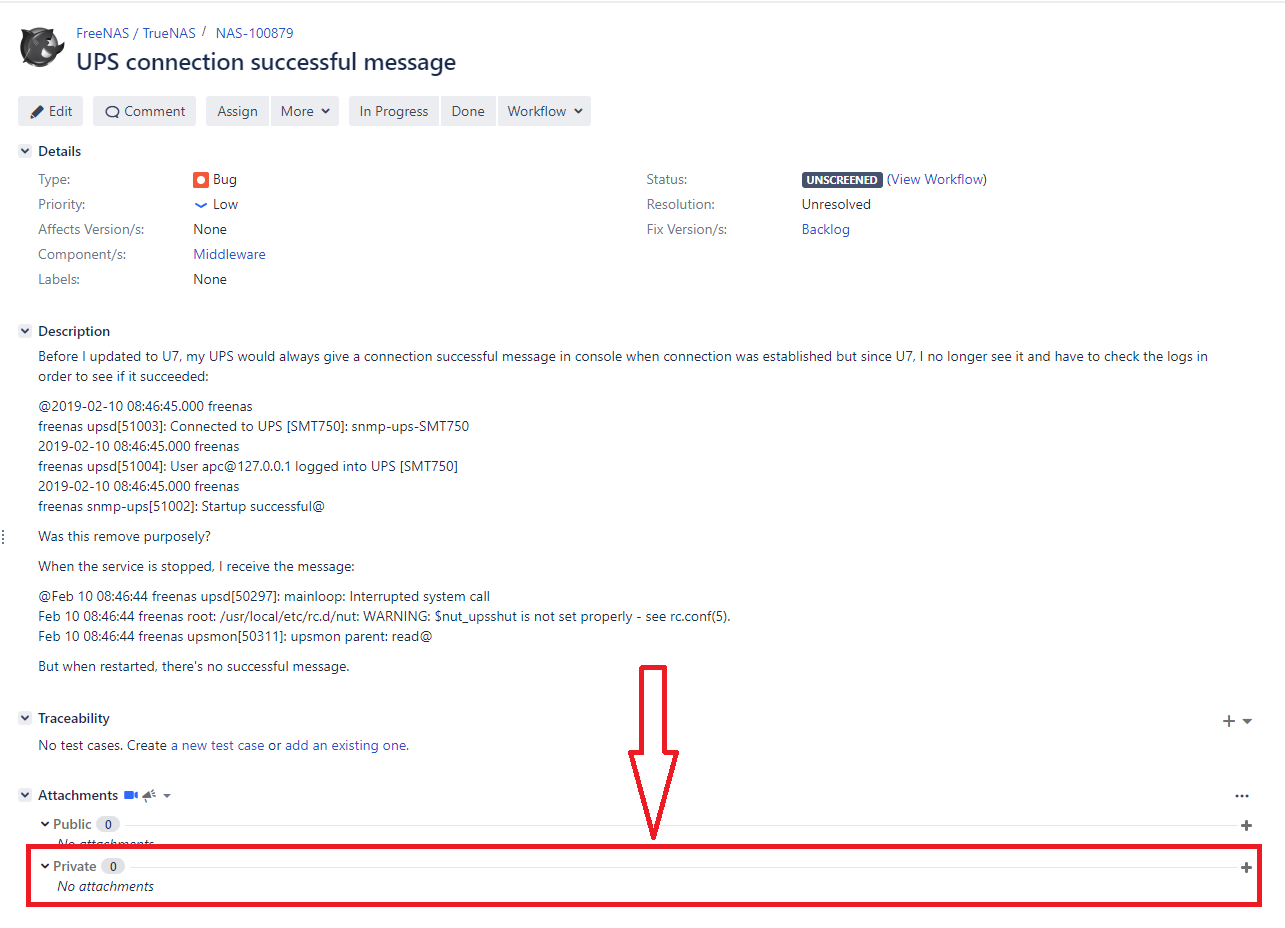 FreeNAS / TrueNAS / NAS-100879
UPS connection successful message
Edit Comment Assign More In Progress Done Workflow
Details
Type: Bug Status: UNSCREENED (View Workflow)
Priority: Low Resolution: Unresolved
Affects Version/s: None Fix Version/s: Backlog
Component/s: Middleware
Labels: None
Description
Before I updated to U7, my UPS would always give a connection successful message in console when connection was established but since U7, I no longer see it and have to check the logs in
order to see if it succeeded:
@2019-02-10 08:46:45.000 freenas
freenas upsd[51003]: Connected to UPS [SMT750]: snmp-ups-SMT750
2019-02-10 08:46:45.000 freenas
freenas upsd[51004]: User apc@127.0.0.1 logged into UPS [SMT750]
2019-02-10 08:46:45.000 freenas
freenas snmp-ups[51002]: Startup successful@
Was this remove purposely?
When the service is stopped, I receive the message:
@Feb 10 08:46:44 freenas upsd[50297]: mainloop: Interrupted system call
Feb 10 08:46:44 freenas root: /usr/local/etc/rc.d/nut: WARNING: $nut_upsshut is not set properly - see rc.conf(5).
Feb 10 08:46:44 freenas upsmon[50311]: upsmon parent: read@
But when restarted, there's no successful message.
Traceability
No test cases. Create a new test case or add an existing one.
Attachments
Public 0
No attachments
Private 0
No attachments